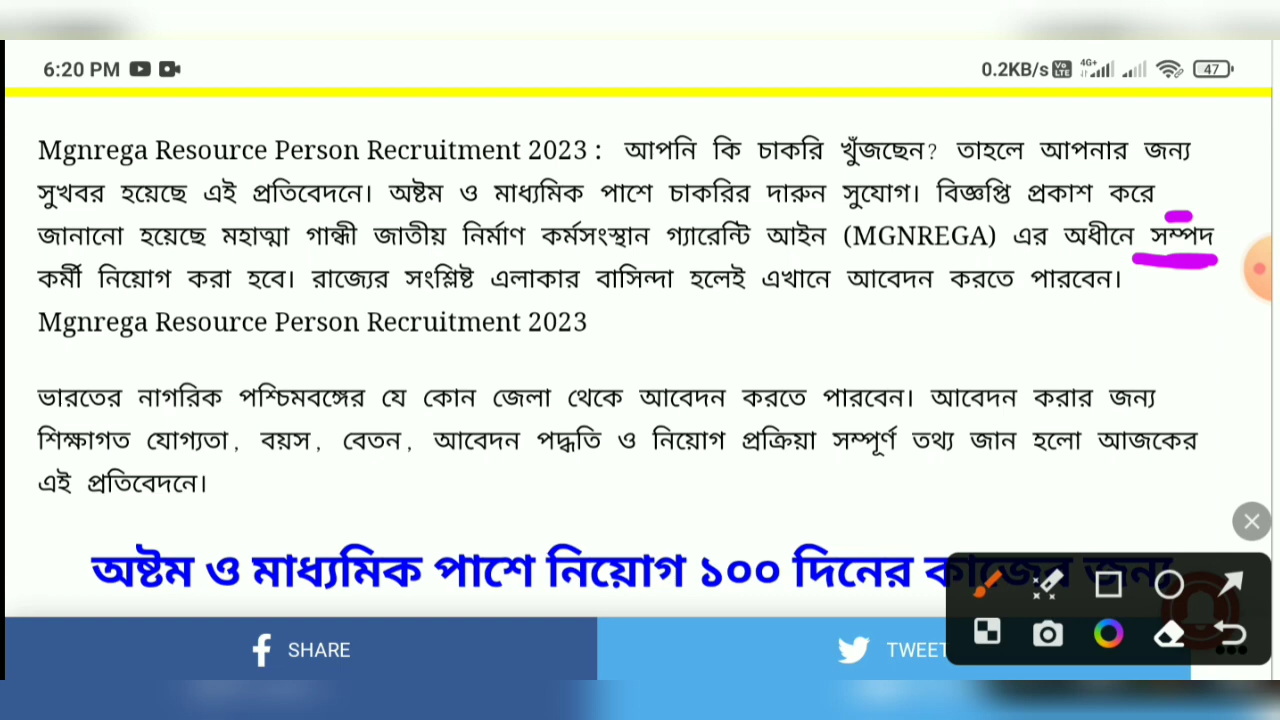 6:20 PM 0.2KB/s Vo LTE 4G+ 47
Mgnrega Resource Person Recruitment 2023 : আপনি কি চাকরি খুঁজছেন? তাহলে আপনার জন্য
সুখবর হয়েছে এই প্রতিবেদনে। অষ্টম ও মাধ্যমিক পাশে চাকরির দারুন সুযোগ। বিজ্ঞপ্তি প্রকাশ করে
জানানো হয়েছে মহাত্মা গান্ধী জাতীয় নির্মাণ কর্মসংস্থান গ্যারেন্টি আইন (MGNREGA) এর অধীনে সম্পদ
কর্মী নিয়োগ করা হবে। রাজ্যের সংশ্লিষ্ট এলাকার বাসিন্দা হলেই এখানে আবেদন করতে পারবেন।
Mgnrega Resource Person Recruitment 2023
ভারতের নাগরিক পশ্চিমবঙ্গের যে কোন জেলা থেকে আবেদন করতে পারবেন। আবেদন করার জন্য
শিক্ষাগত যোগ্যতা, বয়স, বেতন, আবেদন পদ্ধতি ও নিয়োগ প্রক্রিয়া সম্পূর্ণ তথ্য জান হলো আজকের
এই প্রতিবেদনে।
অষ্টম ও মাধ্যমিক পাশে নিয়োগ ১০০ দিনের কাজের জন্য
SHARE TWEET